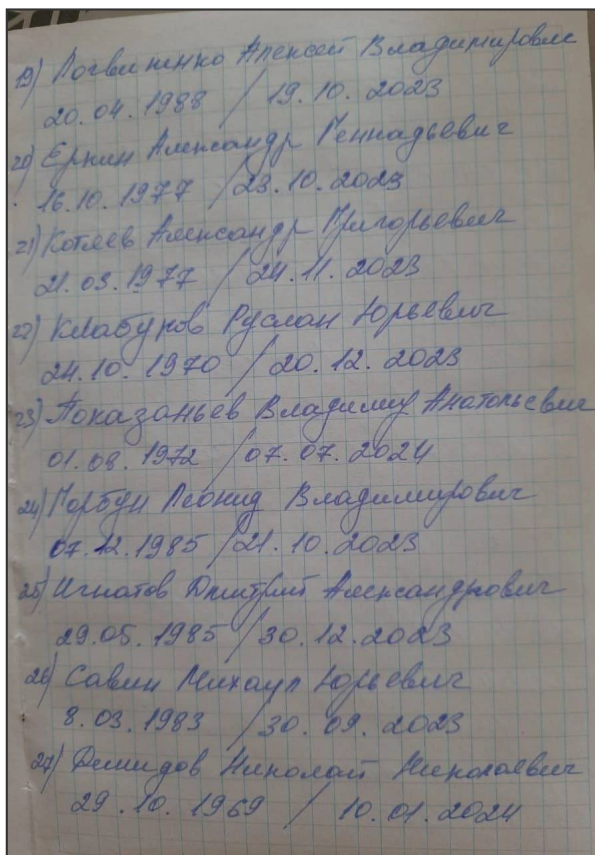 19) Логвиненко Алексей Владимирович
20.04.1988 / 19.10.2023
20) Еркин Александр Геннадьевич
16.10.1977 / 23.10.2023
21) Котяев Александр Григорьевич
21.03.1977 / 24.11.2023
22) Клабуков Руслан Юрьевич
24.10.1970 / 20.12.2023
23) Показаньев Владимир Анатольевич
01.08.1972 / 07.07.2024
24) Горбун Леонид Владимирович
07.12.1985 / 21.10.2023
25) Игнатов Дмитрий Александрович
29.05.1985 / 30.12.2023
26) Савин Михаил Юрьевич
8.03.1983 / 30.09.2023
27) Демидов Николай Николаевич
29.10.1969 / 10.01.2024